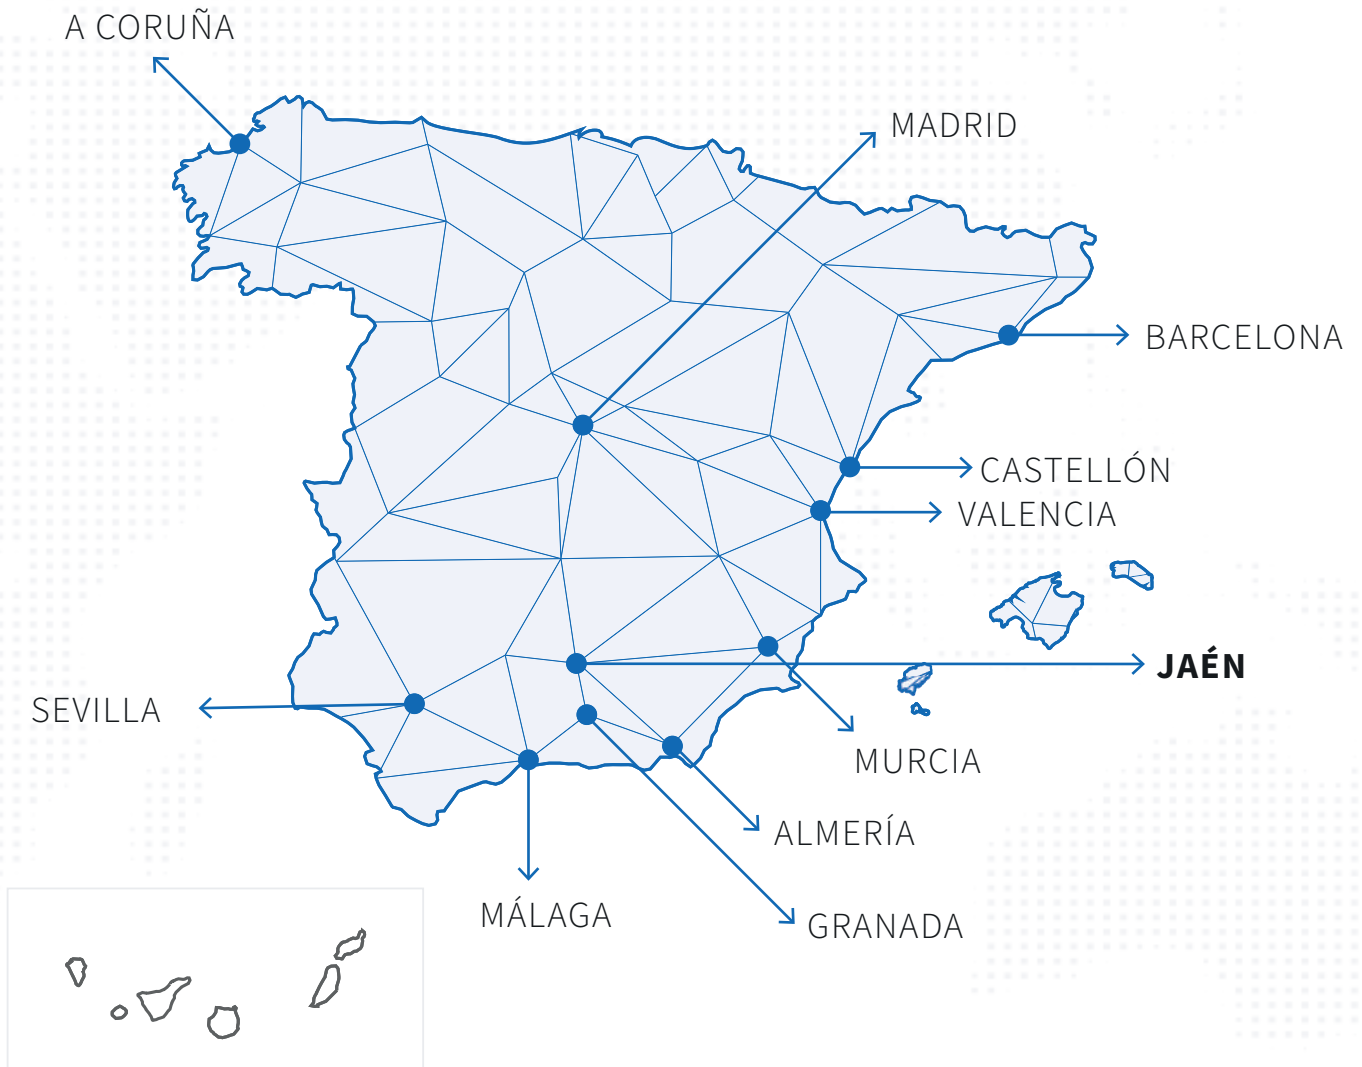 A CORUÑA
MADRID
BARCELONA
CASTELLÓN
VALENCIA
JAÉN
SEVILLA
MURCIA
ALMERÍA
MÁLAGA
GRANADA